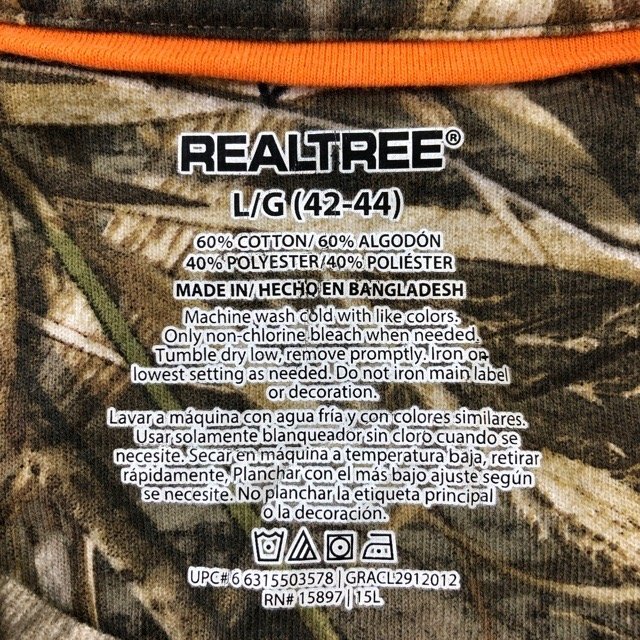 REALTREE®
L/G (42-44)
60% COTTON/ 60% ALGODÓN
40% POLYESTER/40% POLIÉSTER
MADE IN/ HECHO EN BANGLADESH
Machine wash cold with like colors.
Only non-chlorine bleach when needed.
Tumble dry low, remove promptly. Iron on
lowest setting as needed. Do not iron main label
or decoration.
Lavar a máquina con agua fría y con colores similares.
Usar solamente blanqueador sin cloro cuando se
necesite. Secar en máquina a temperatura baja, retirar
rápidamente. Planchar con el más bajo ajuste según
se necesite. No planchar la etiqueta principal
o la decoración.
UPC# 6 6315503578 | GRACL2912012
RN# 15897 | 15L